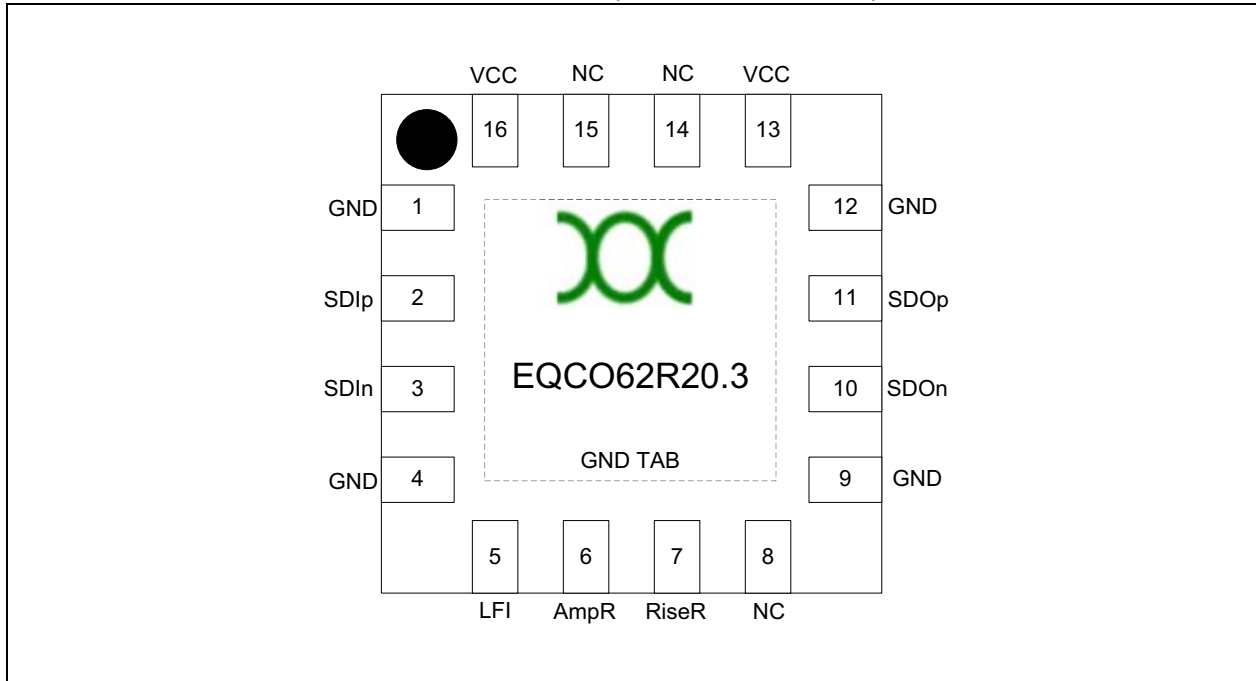 VCC NC NC VCC
16 15 14 13
GND 1 12 GND
SDIp 2 11 SDOp
EQCO62R20.3
SDIn 3 10 SDOn
GND TAB
GND 4 9 GND
5 6 7 8
LFI AmpR RiseR NC